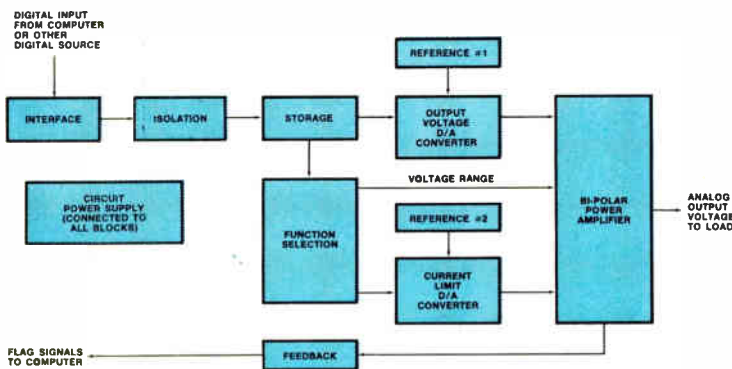 DIGITAL INPUT
FROM COMPUTER
OR OTHER
DIGITAL SOURCE
REFERENCE #1
INTERFACE
ISOLATION
STORAGE
OUTPUT
VOLTAGE
D/A
CONVERTER
CIRCUIT
POWER SUPPLY
(CONNECTED TO
ALL BLOCKS)
FUNCTION
SELECTION
VOLTAGE RANGE
REFERENCE #2
CURRENT
LIMIT
D/A
CONVERTER
BI-POLAR
POWER
AMPLIFIER
ANALOG
OUTPUT
VOLTAGE
TO LOAD
FLAG SIGNALS
TO COMPUTER
FEEDBACK